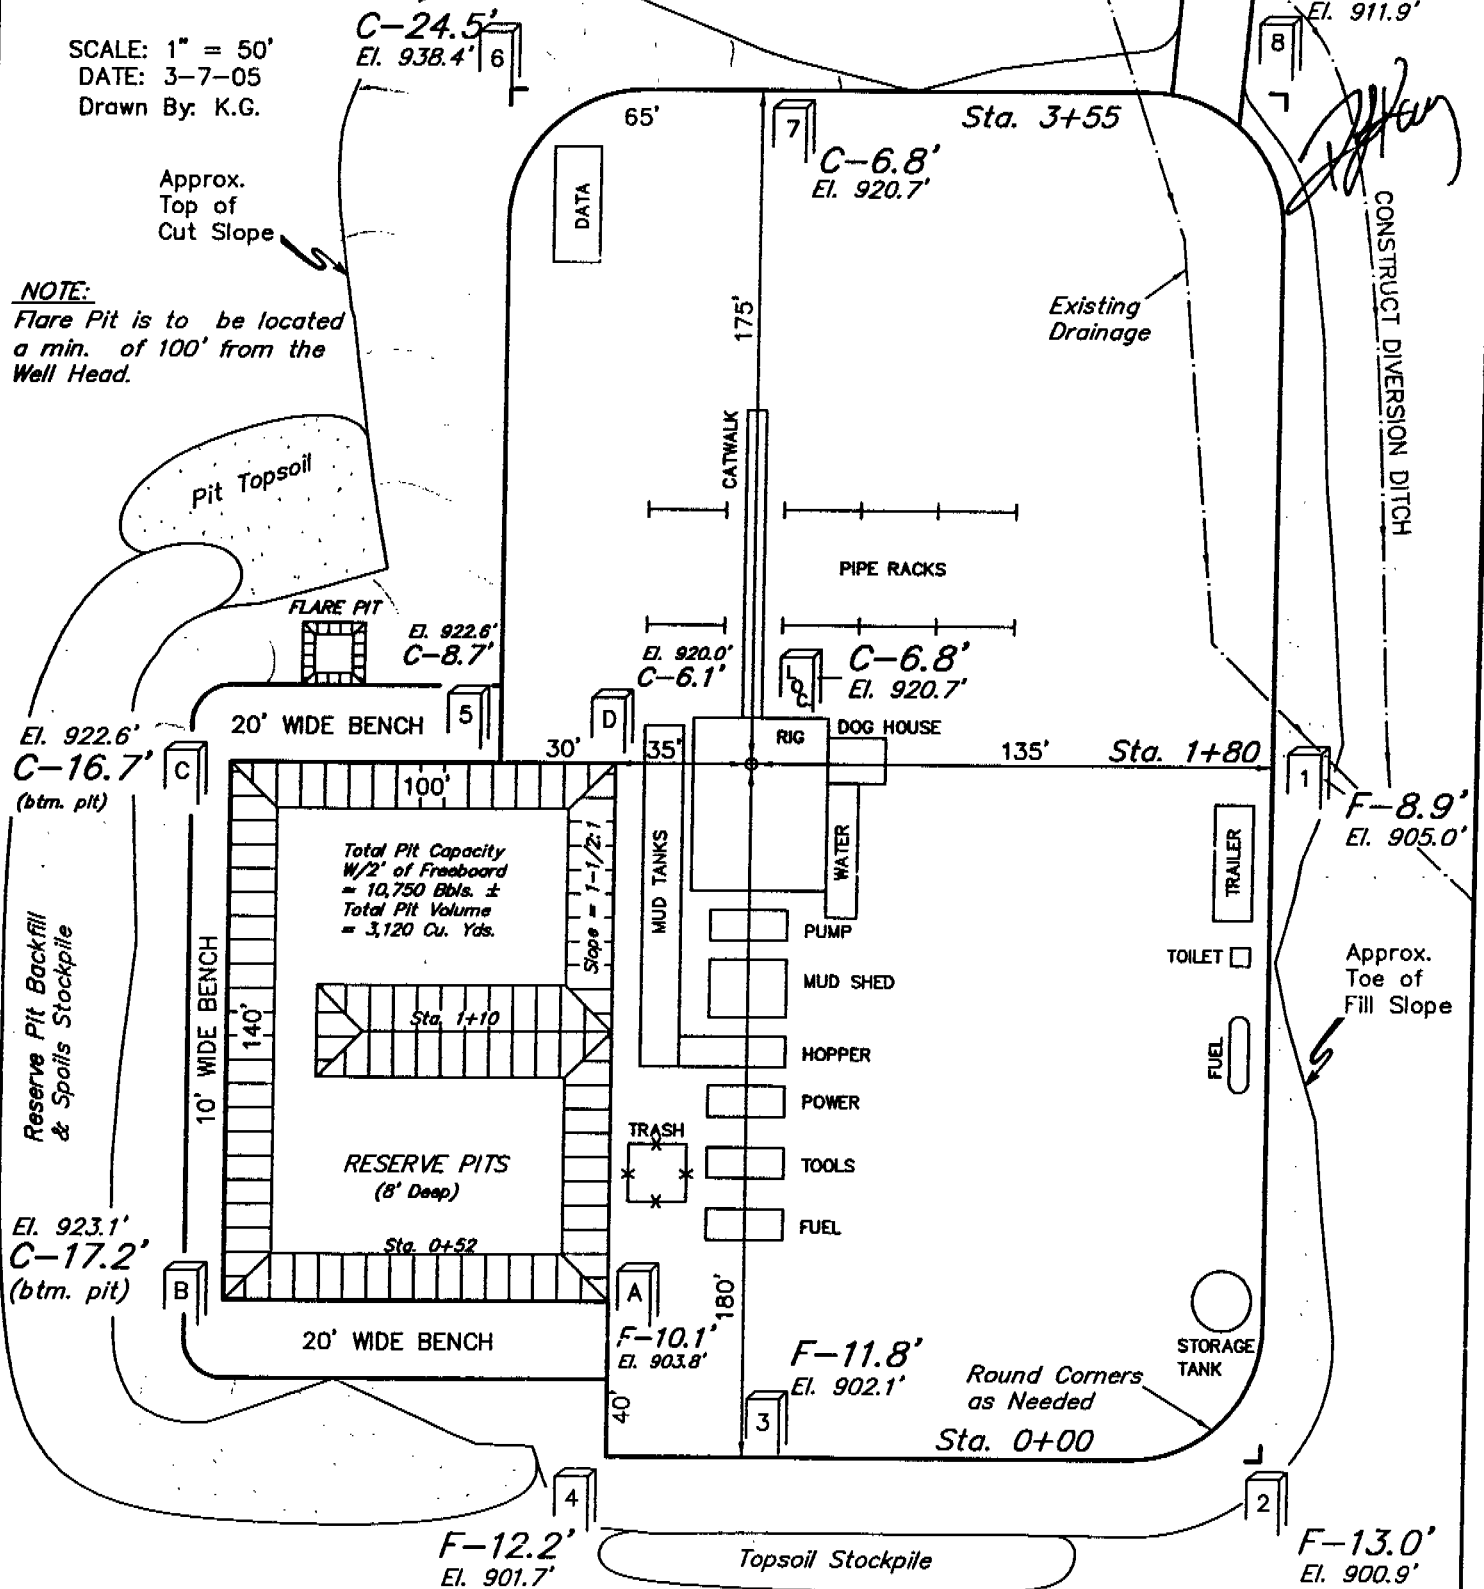 SCALE: 1" = 50'
DATE: 3-7-05
Drawn By: K.G.
C-24.5'
El. 938.4'
6
8
El. 911.9'
65'
7
Sta. 3+55
C-6.8'
El. 920.7'
DATA
Approx.
Top of
Cut Slope
NOTE:
Flare Pit is to be located
a min. of 100' from the
Well Head.
175'
Existing
Drainage
CONSTRUCT DIVERSION DITCH
CATWALK
Pit Topsoil
PIPE RACKS
FLARE PIT
El. 922.6'
C-8.7'
5
El. 920.0'
C-6.1'
D
LOC.
C-6.8'
El. 920.7'
20' WIDE BENCH
El. 922.6'
C-16.7'
(btm. pit)
C
30'
35'
RIG
DOG HOUSE
135'
Sta. 1+80
1
F-8.9'
El. 905.0'
100'
Total Pit Capacity
W/2' of Freeboard
= 10,750 Bbls. ±
Total Pit Volume
= 3,120 Cu. Yds.
Slope = 1-1/2:1
MUD TANKS
WATER
TRAILER
PUMP
MUD SHED
TOILET
Approx.
Toe of
Fill Slope
Reserve Pit Backfill
& Spoils Stockpile
10' WIDE BENCH
140'
Sta. 1+10
HOPPER
FUEL
POWER
TRASH
TOOLS
RESERVE PITS
(8' Deep)
FUEL
El. 923.1'
C-17.2'
(btm. pit)
B
Sta. 0+52
A
F-10.1'
El. 903.8'
180'
20' WIDE BENCH
F-11.8'
El. 902.1'
3
STORAGE
TANK
Round Corners
as Needed
40'
Sta. 0+00
4
2
F-12.2'
El. 901.7'
Topsoil Stockpile
F-13.0'
El. 900.9'